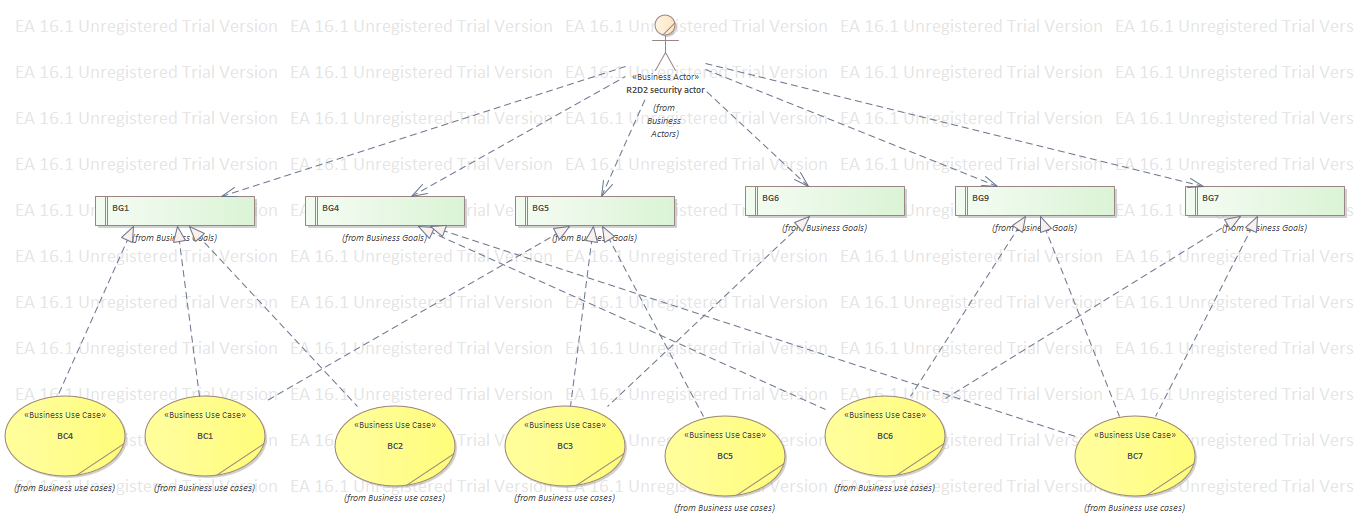 EA 16.1 Unregistered Trial Version EA 16.1 Unregistered Trial Version EA 16.1 Unregistered Trial Version EA 16.1 Unregistered Trial Version EA 16.1 Unregistered Trial Vers
«Business Actor»
R2D2 security actor
(from
Business
Actors)
BG1
BG4
BG5
BG6
BG9
BG7
(from Business Goals)
(from Business Goals)
(from Business Goals)
(from Business Goals)
(from Business Goals)
(from Business Goals)
«Business Use Case»
BC4
(from Business use cases)
«Business Use Case»
BC1
(from Business use cases)
«Business Use Case»
BC2
(from Business use cases)
«Business Use Case»
BC3
(from Business use cases)
«Business Use Case»
BC5
(from Business use cases)
«Business Use Case»
BC6
(from Business use cases)
«Business Use Case»
BC7
(from Business use cases)